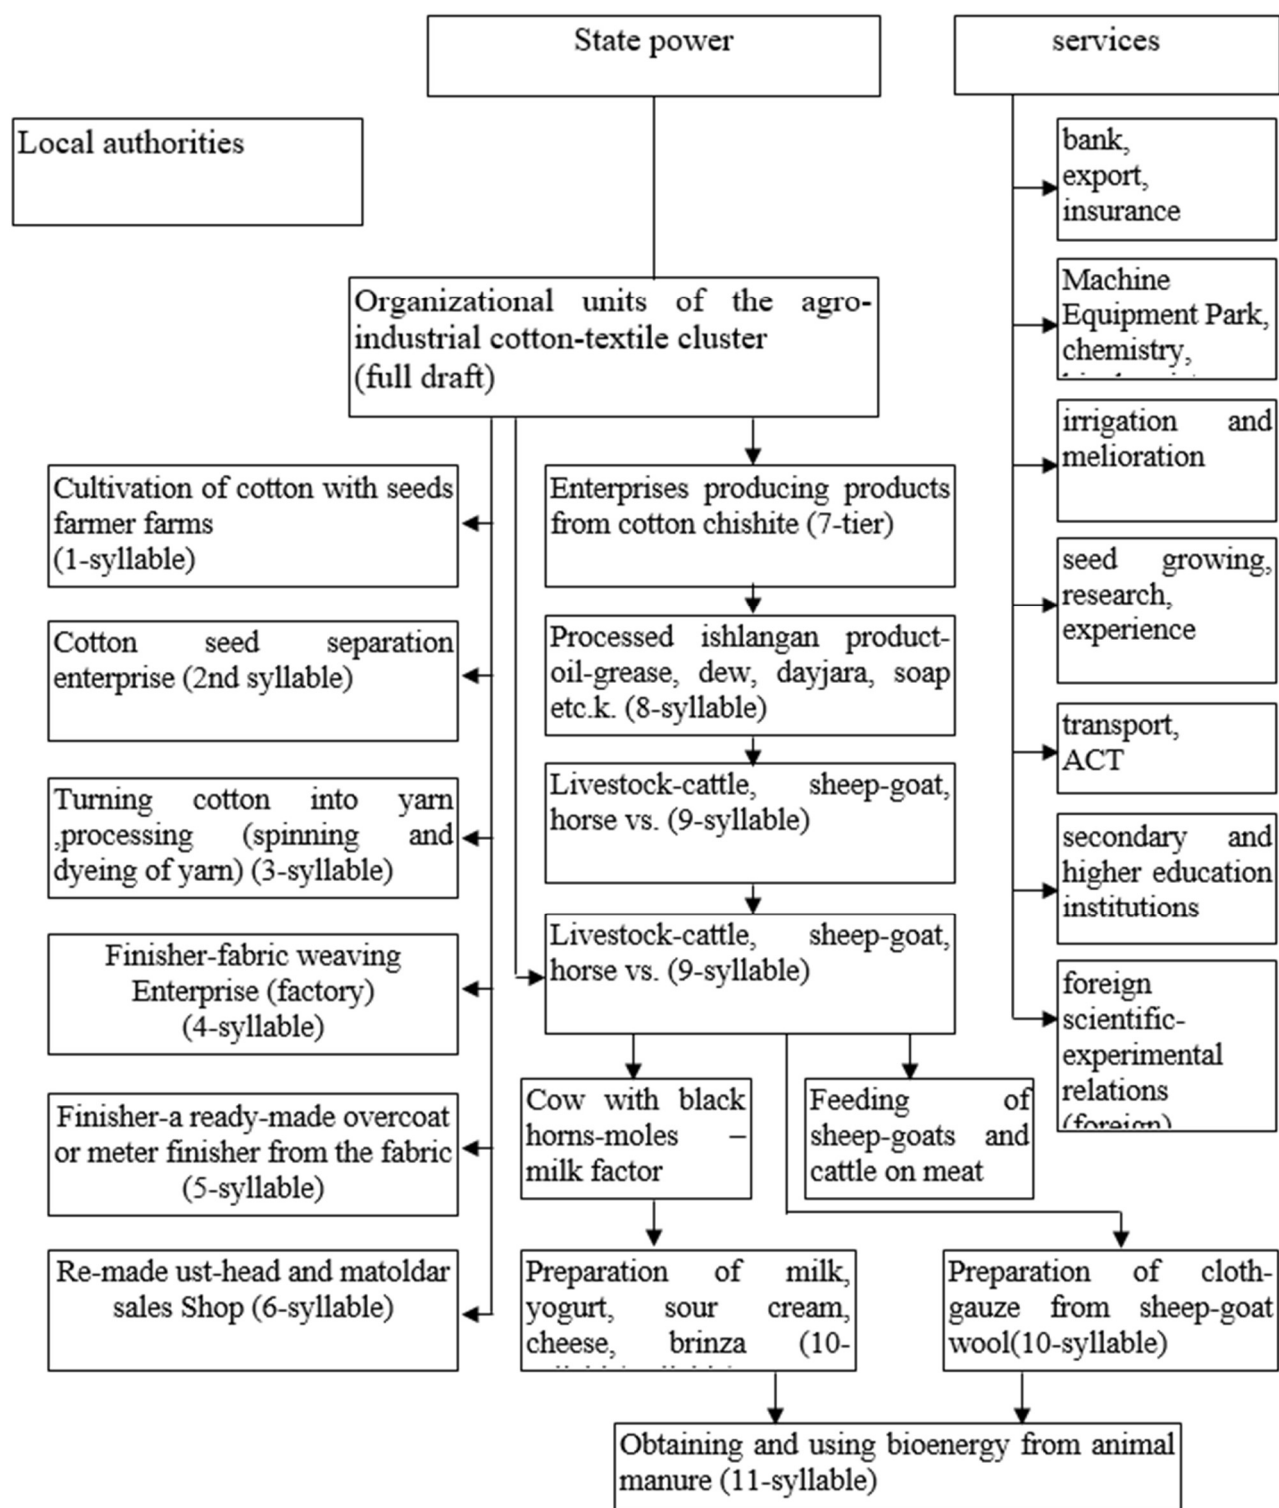 State power
services
Local authorities
bank,
export,
insurance
Machine
Equipment Park,
chemistry,
Organizational units of the agro-
industrial cotton-textile cluster
(full draft)
irrigation and
melioration
Cultivation of cotton with seeds
farmer farms
(1-syllable)
Enterprises producing products
from cotton chishite (7-tier)
seed growing,
research,
experience
Cotton seed separation
enterprise (2nd syllable)
Processed ishlangan product-
oil-grease, dew, dayjara, soap
etc.k. (8-syllable)
transport,
ACT
Turning cotton into yarn
,processing (spinning and
dyeing of yarn) (3-syllable)
Livestock-cattle, sheep-goat,
horse vs. (9-syllable)
secondary and
higher education
institutions
Finisher-fabric weaving
Enterprise (factory)
(4-syllable)
Livestock-cattle, sheep-goat,
horse vs. (9-syllable)
foreign
scientific-
experimental
relations
(foreign)
Finisher-a ready-made overcoat
or meter finisher from the fabric
(5-syllable)
Cow with black
horns-moles –
milk factor
Feeding of
sheep-goats and
cattle on meat
Re-made ust-head and matoldar
sales Shop (6-syllable)
Preparation of milk,
yogurt, sour cream,
cheese, brinza (10-
Preparation of cloth-
gauze from sheep-goat
wool(10-syllable)
Obtaining and using bioenergy from animal
manure (11-syllable)